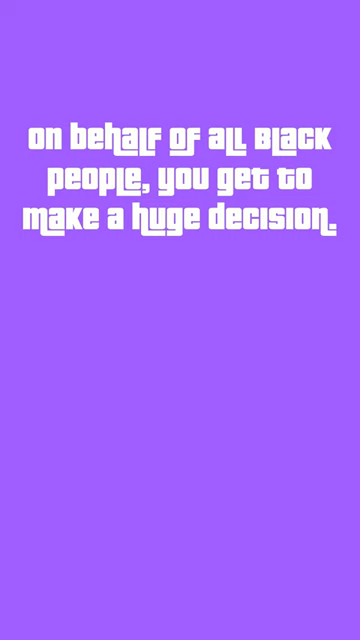 on behalf of all Black
people, you get to
make a huge decision.